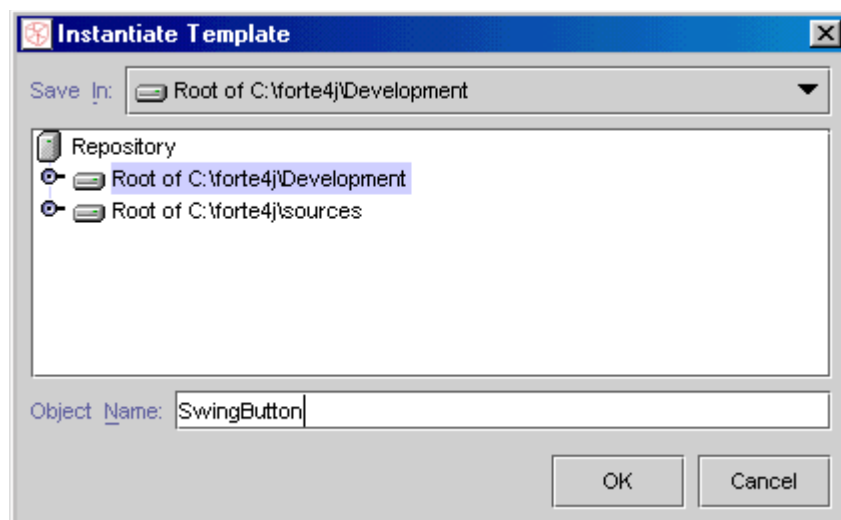 Instantiate Template
Save In: Root of C:\forte4j\Development
Repository
Root of C:\forte4j\Development
Root of C:\forte4j\sources
Object Name: SwingButton
OK Cancel